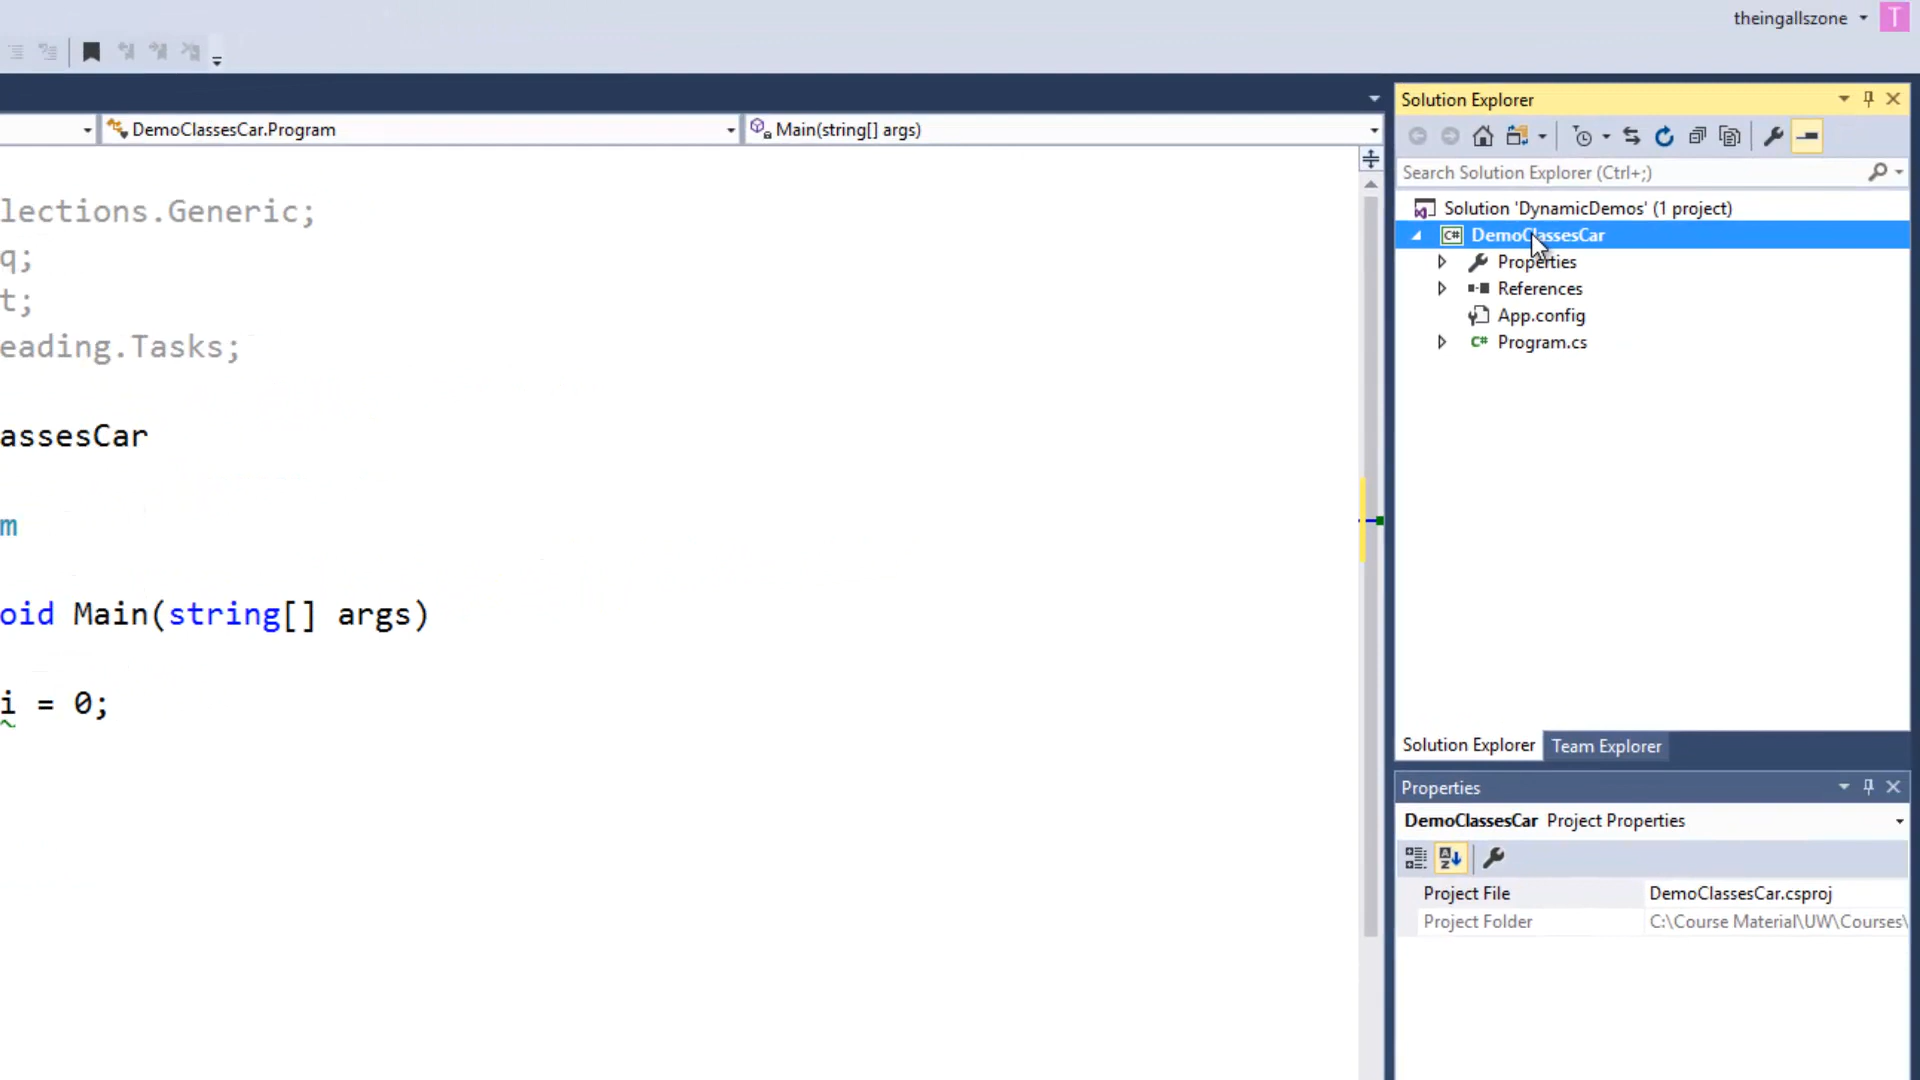 theingallszone
T
DemoClassesCar.Program
Main(string[] args)
lections.Generic;
q;
t;
eading.Tasks;
assesCar
m
oid Main(string[] args)
i = 0;
Solution Explorer
Search Solution Explorer (Ctrl+;)
Solution 'DynamicDemos' (1 project)
C# DemoClassesCar
Properties
References
App.config
C# Program.cs
Solution Explorer
Team Explorer
Properties
DemoClassesCar Project Properties
Project File DemoClassesCar.csproj
Project Folder C:\Course Material\UW\Courses\